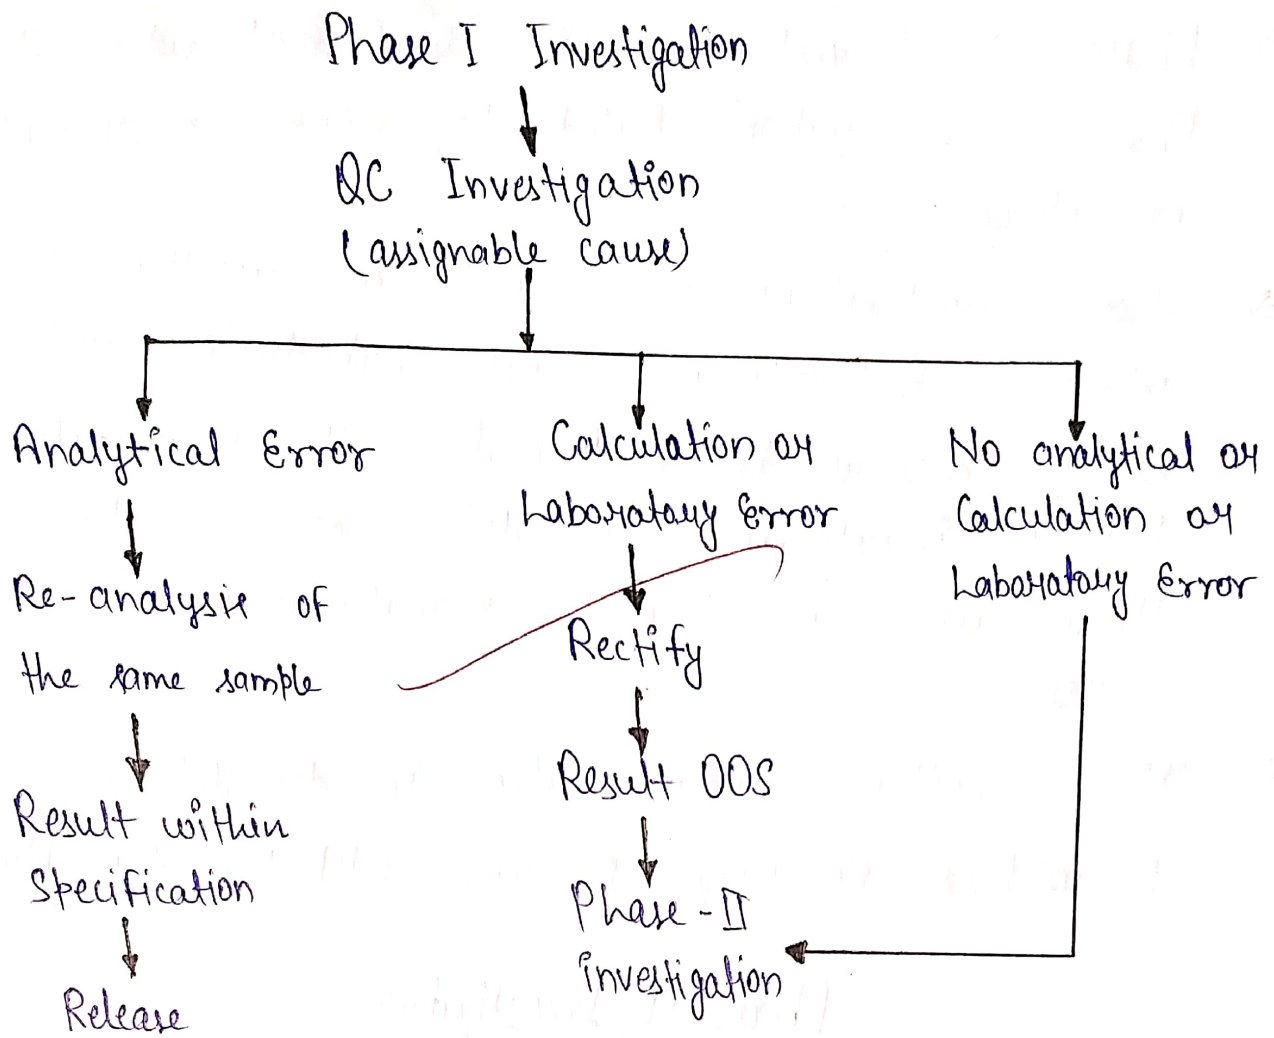 Phase I Investigation
QC Investigation
(assignable cause)
Analytical Error
Re-analysis of
the same sample
Result within
Specification
Release
Calculation or
Laboratory Error
Rectify
Result OOS
Phase-II
investigation
No analytical or
Calculation or
Laboratory Error